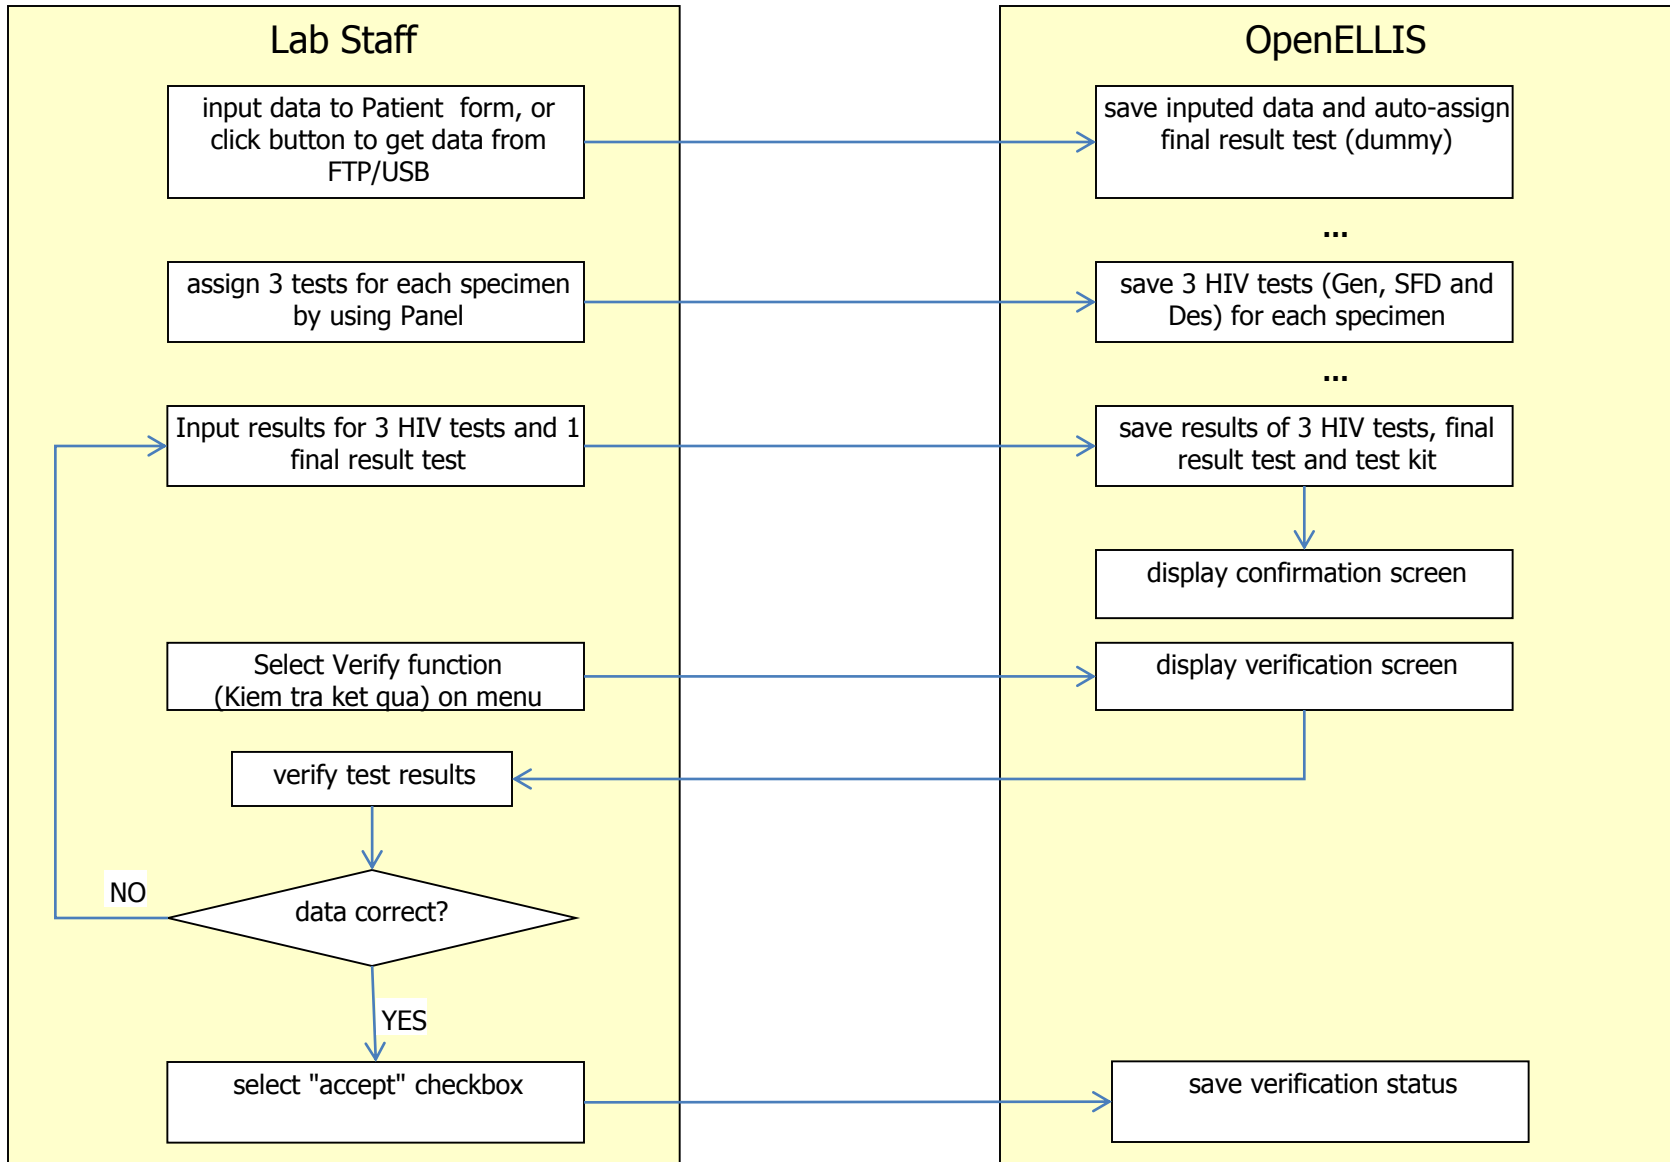 Lab Staff
OpenELLIS
input data to Patient form, or
click button to get data from
FTP/USB
save inputed data and auto-assign
final result test (dummy)
...
assign 3 tests for each specimen
by using Panel
save 3 HIV tests (Gen, SFD and
Des) for each specimen
...
Input results for 3 HIV tests and 1
final result test
save results of 3 HIV tests, final
result test and test kit
display confirmation screen
Select Verify function
(Kiem tra ket qua) on menu
display verification screen
verify test results
NO
data correct?
YES
select "accept" checkbox
save verification status